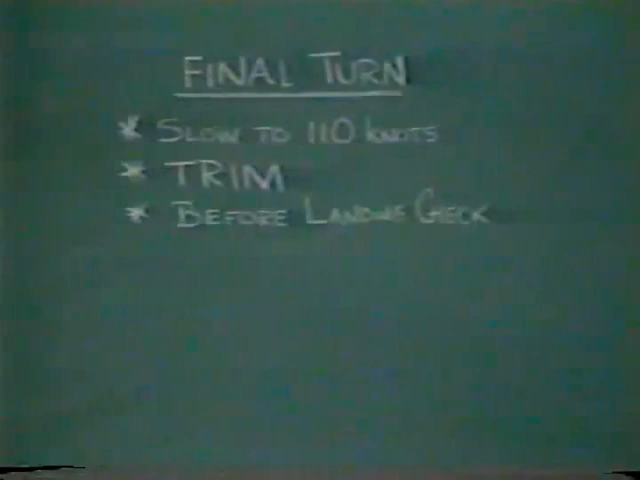 FINAL TURN
* SLOW TO 110 KNOTS
* TRIM
* BEFORE LANDING CHECK